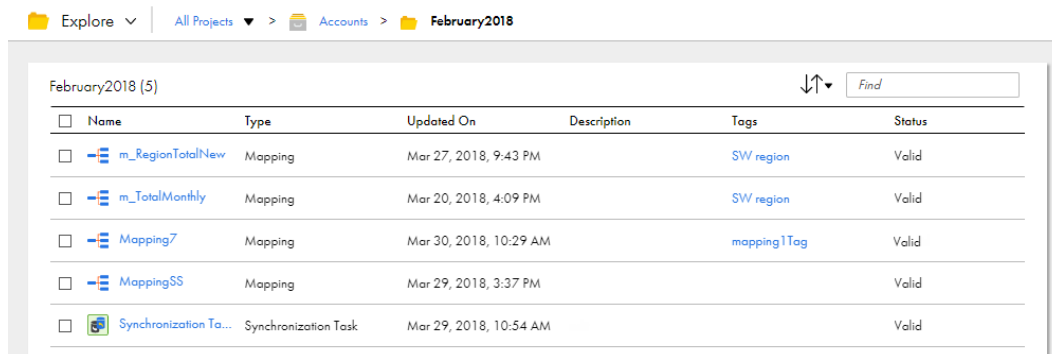 Explore All Projects > Accounts > February2018
February2018 (5) Find
Name Type Updated On Description Tags Status
m_RegionTotalNew Mapping Mar 27, 2018, 9:43 PM SW region Valid
m_TotalMonthly Mapping Mar 20, 2018, 4:09 PM SW region Valid
Mapping7 Mapping Mar 30, 2018, 10:29 AM mapping1Tag Valid
MappingSS Mapping Mar 29, 2018, 3:37 PM Valid
Synchronization Ta... Synchronization Task Mar 29, 2018, 10:54 AM Valid